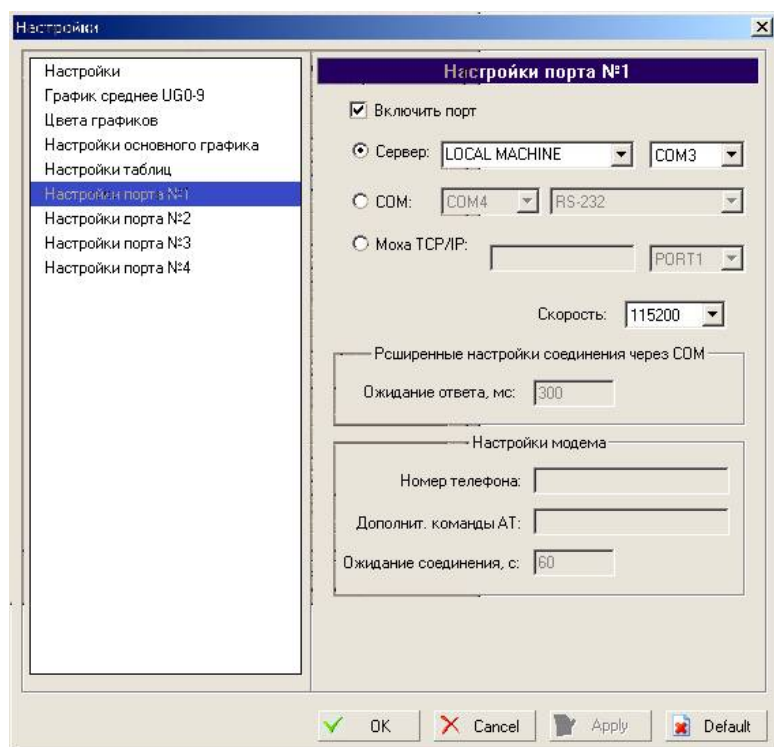 Настройки
Настройки
График среднее UG0-9
Цвета графиков
Настройки основного графика
Настройки таблиц
Настройки порта №1
Настройки порта №2
Настройки порта №3
Настройки порта №4
Настройки порта №1
Включить порт
Сервер: LOCAL MACHINE COM3
COM: COM4 RS-232
Моха TCP/IP: PORT1
Скорость: 115200
Рсширенные настройки соединения через COM
Ожидание ответа, мс: 300
Настройки модема
Номер телефона:
Дополнит. команды АТ:
Ожидание соединения, с: 60
OK Cancel Apply Default